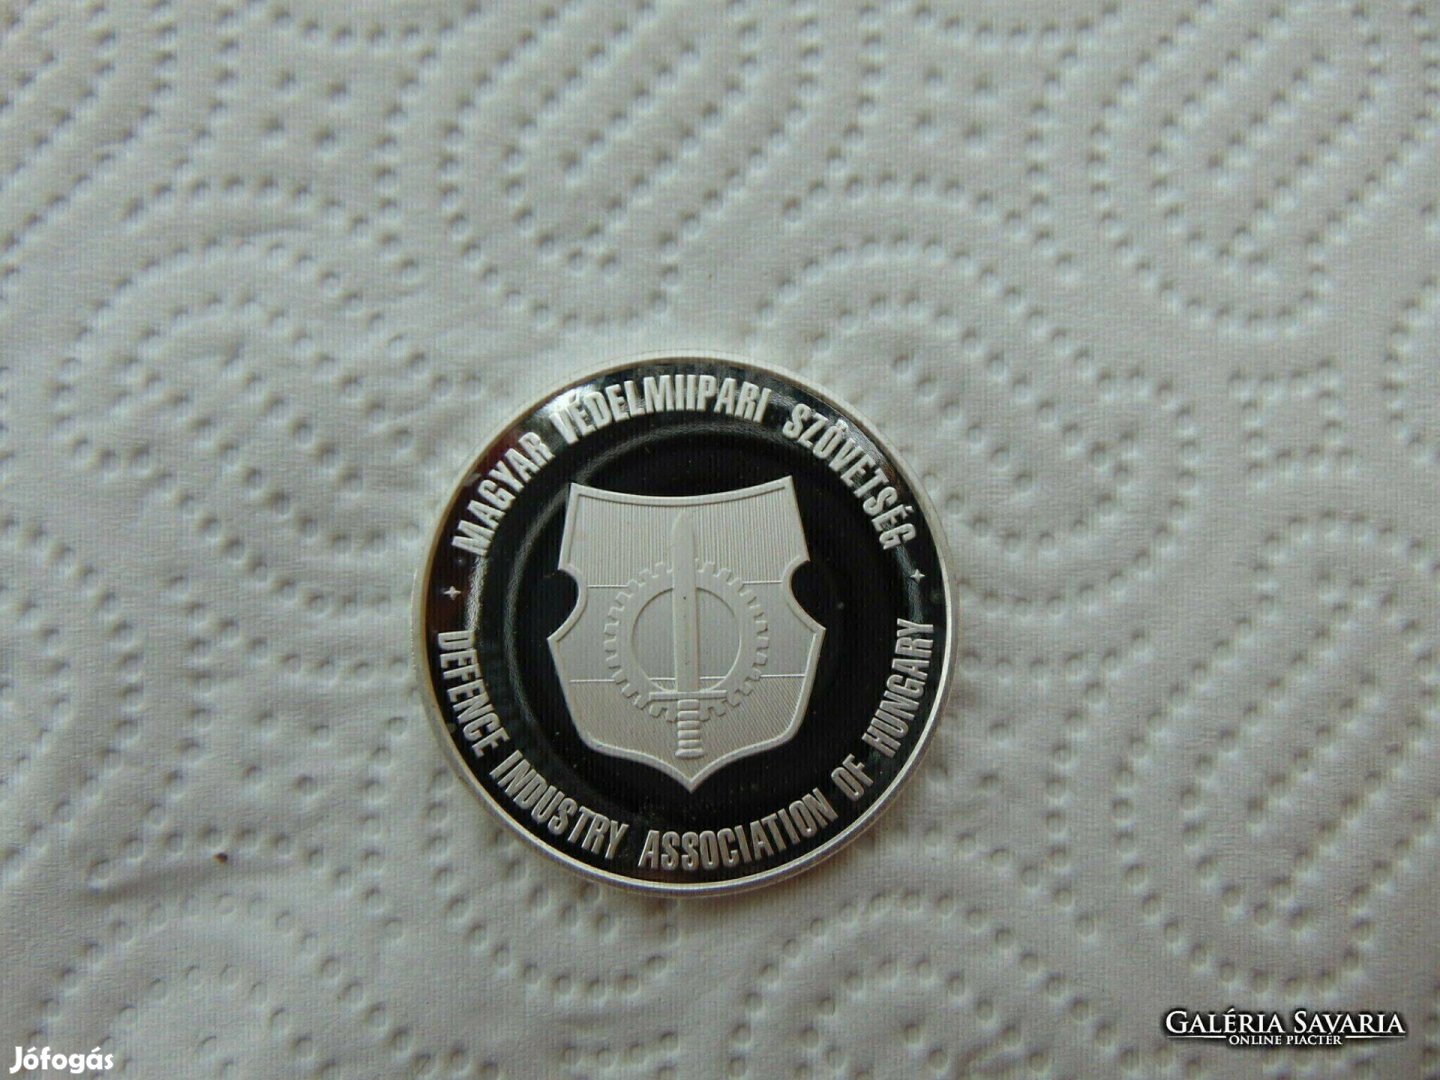 MAGYAR VÉDELMIIPARI SZÖVETSÉG
DEFENCE INDUSTRY ASSOCIATION OF HUNGARY
GALÉRIA SAVARIA
ONLINE PIACTÉR
Jófogás